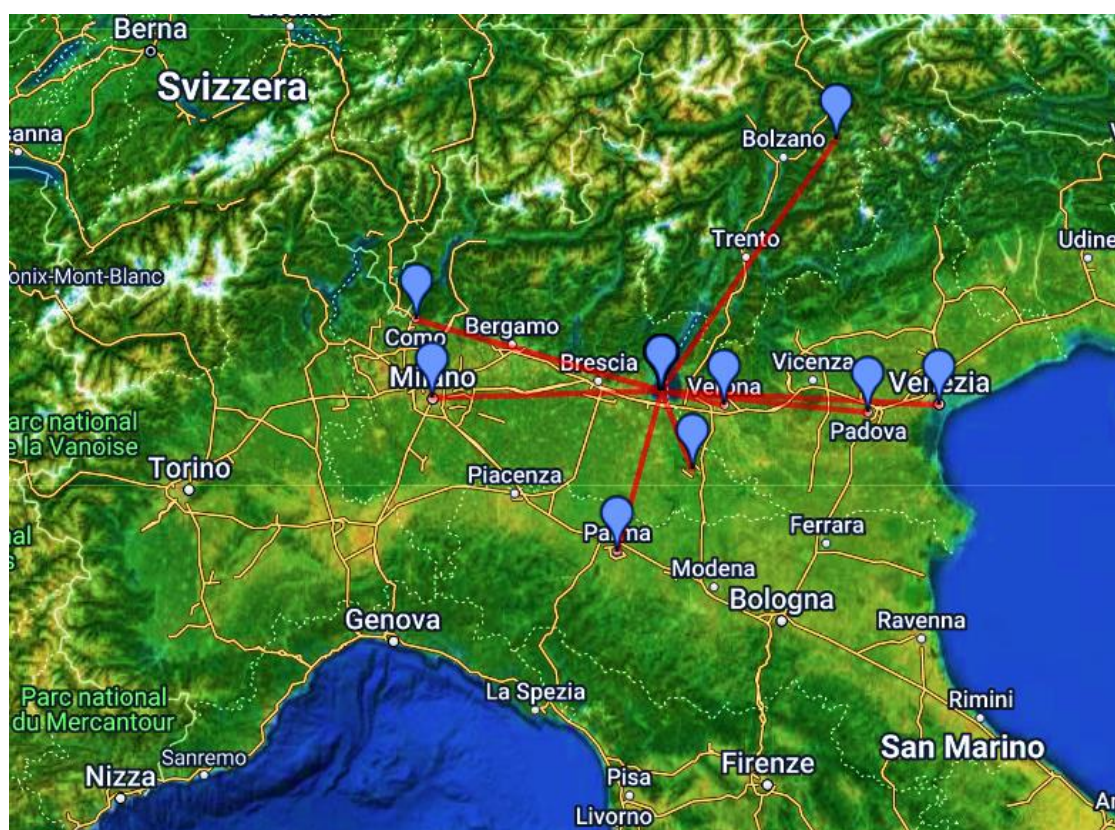 Berna
Svizzera
Bolzano
Trento
Udine
Como
Bergamo
Brescia
Milano
Verona
Vicenza
Venezia
Padova
Torino
Piacenza
Parma
Ferrara
Modena
Bologna
Genova
Ravenna
La Spezia
Parc national
du Mercantour
Rimini
San Marino
Sanremo
Nizza
Pisa
Firenze
Livorno
onix-Mont-Blanc
arc national
e la Vanoise
sanna